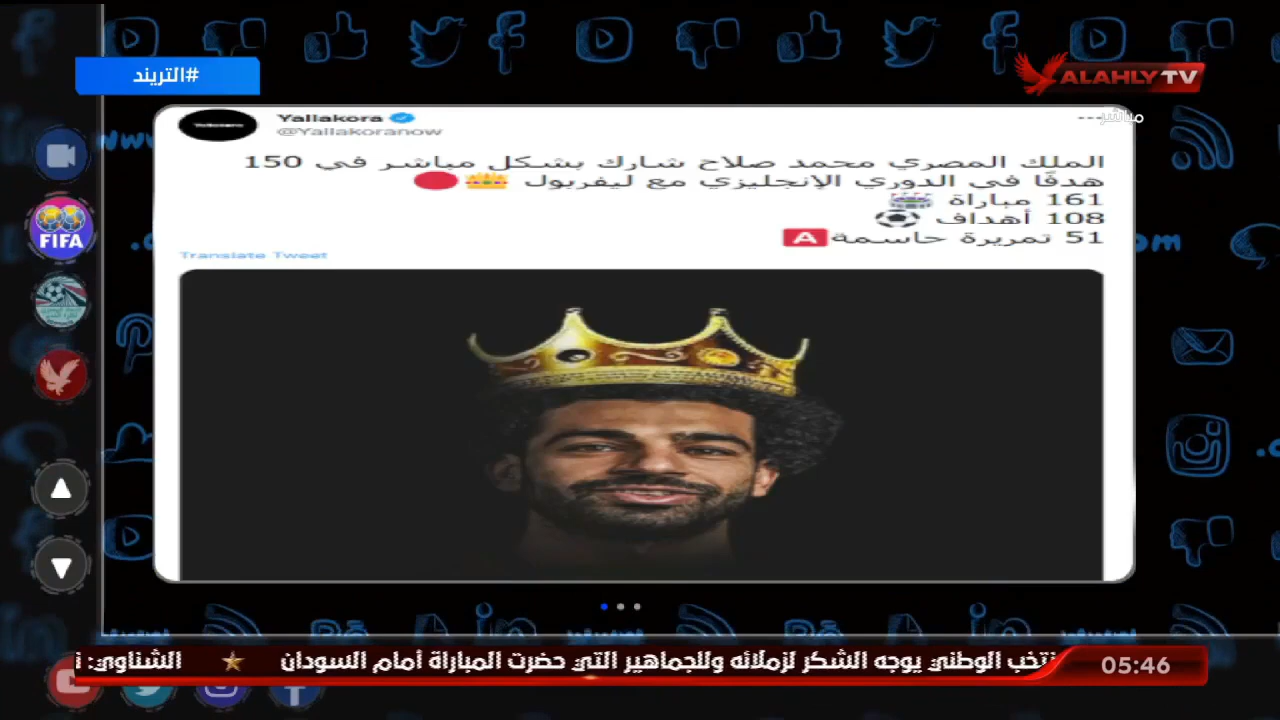 #التريند
ALAHLY TV
مباشر
Yallakora
@Yallakoranow
الملك المصري محمد صلاح شارك بشكل مباشر في 150
هدفًا في الدوري الإنجليزي مع ليفربول
161 مباراة
108 أهداف
51 تمريرة حاسمة A
Translate Tweet
FIFA
نتخب الوطني يوجه الشكر لزملائه وللجماهير التي حضرت المباراة أمام السودان ★ الشناوي:
05:46